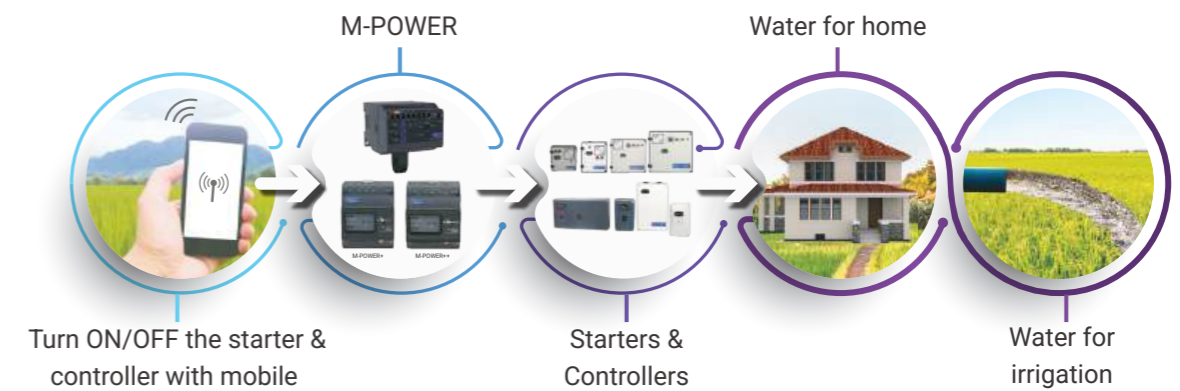 M-POWER
Water for home
M-POWER+
M-POWER++
Turn ON/OFF the starter &
controller with mobile
Starters &
Controllers
Water for
irrigation